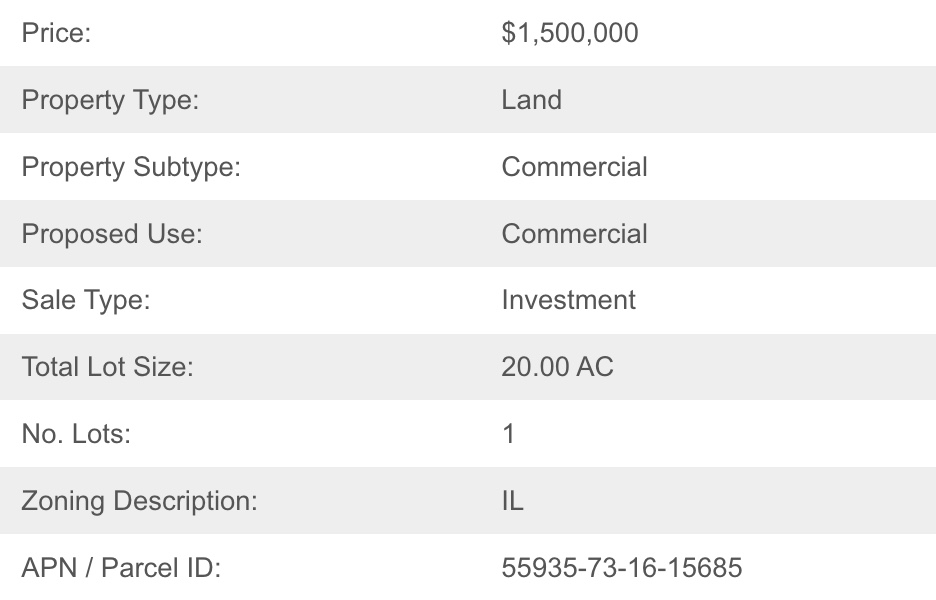 Price: $1,500,000
Property Type: Land
Property Subtype: Commercial
Proposed Use: Commercial
Sale Type: Investment
Total Lot Size: 20.00 AC
No. Lots: 1
Zoning Description: IL
APN / Parcel ID: 55935-73-16-15685